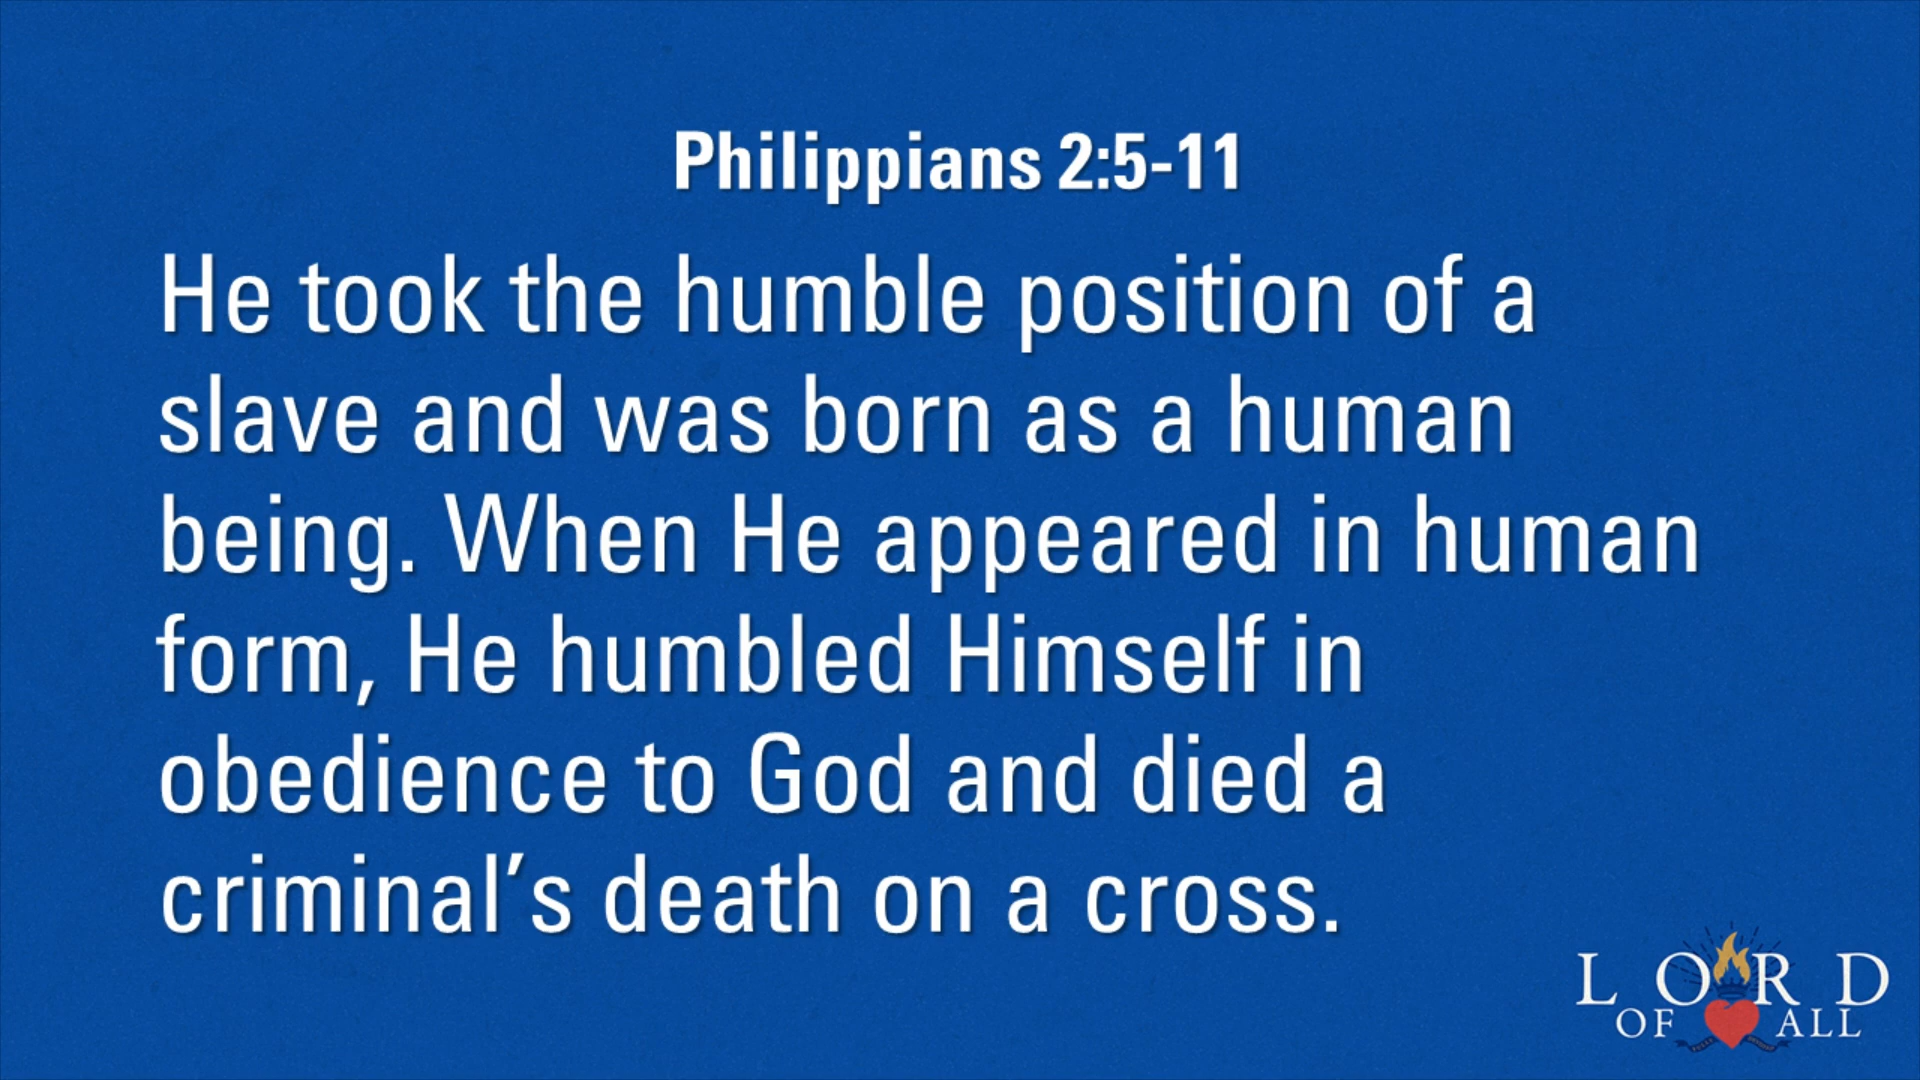 Philippians 2:5-11
He took the humble position of a
slave and was born as a human
being. When He appeared in human
form, He humbled Himself in
obedience to God and died a
criminal’s death on a cross.
LORD
OF ALL